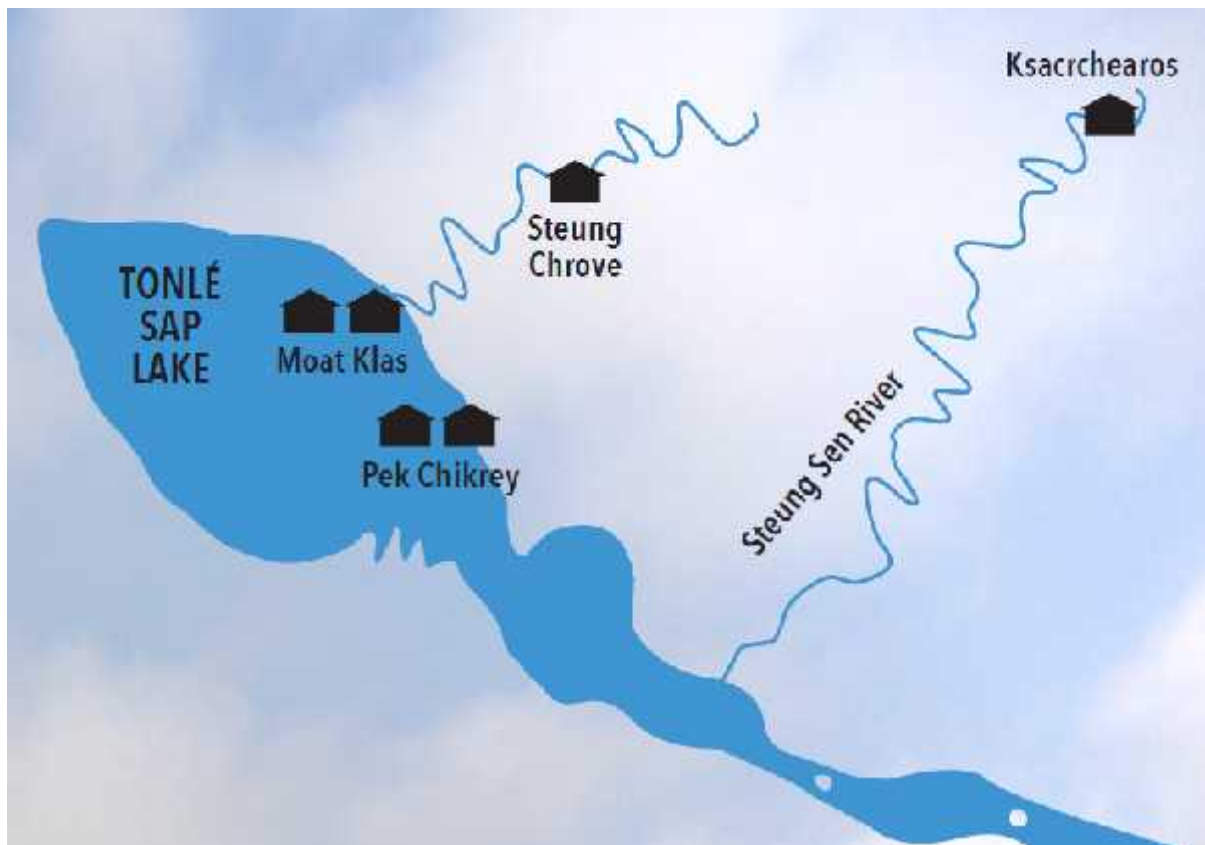 Ksacrchearos
Steung
Chrove
TONLÉ
SAP
LAKE
Moat Klas
Pek Chikrey
Steung Sen River